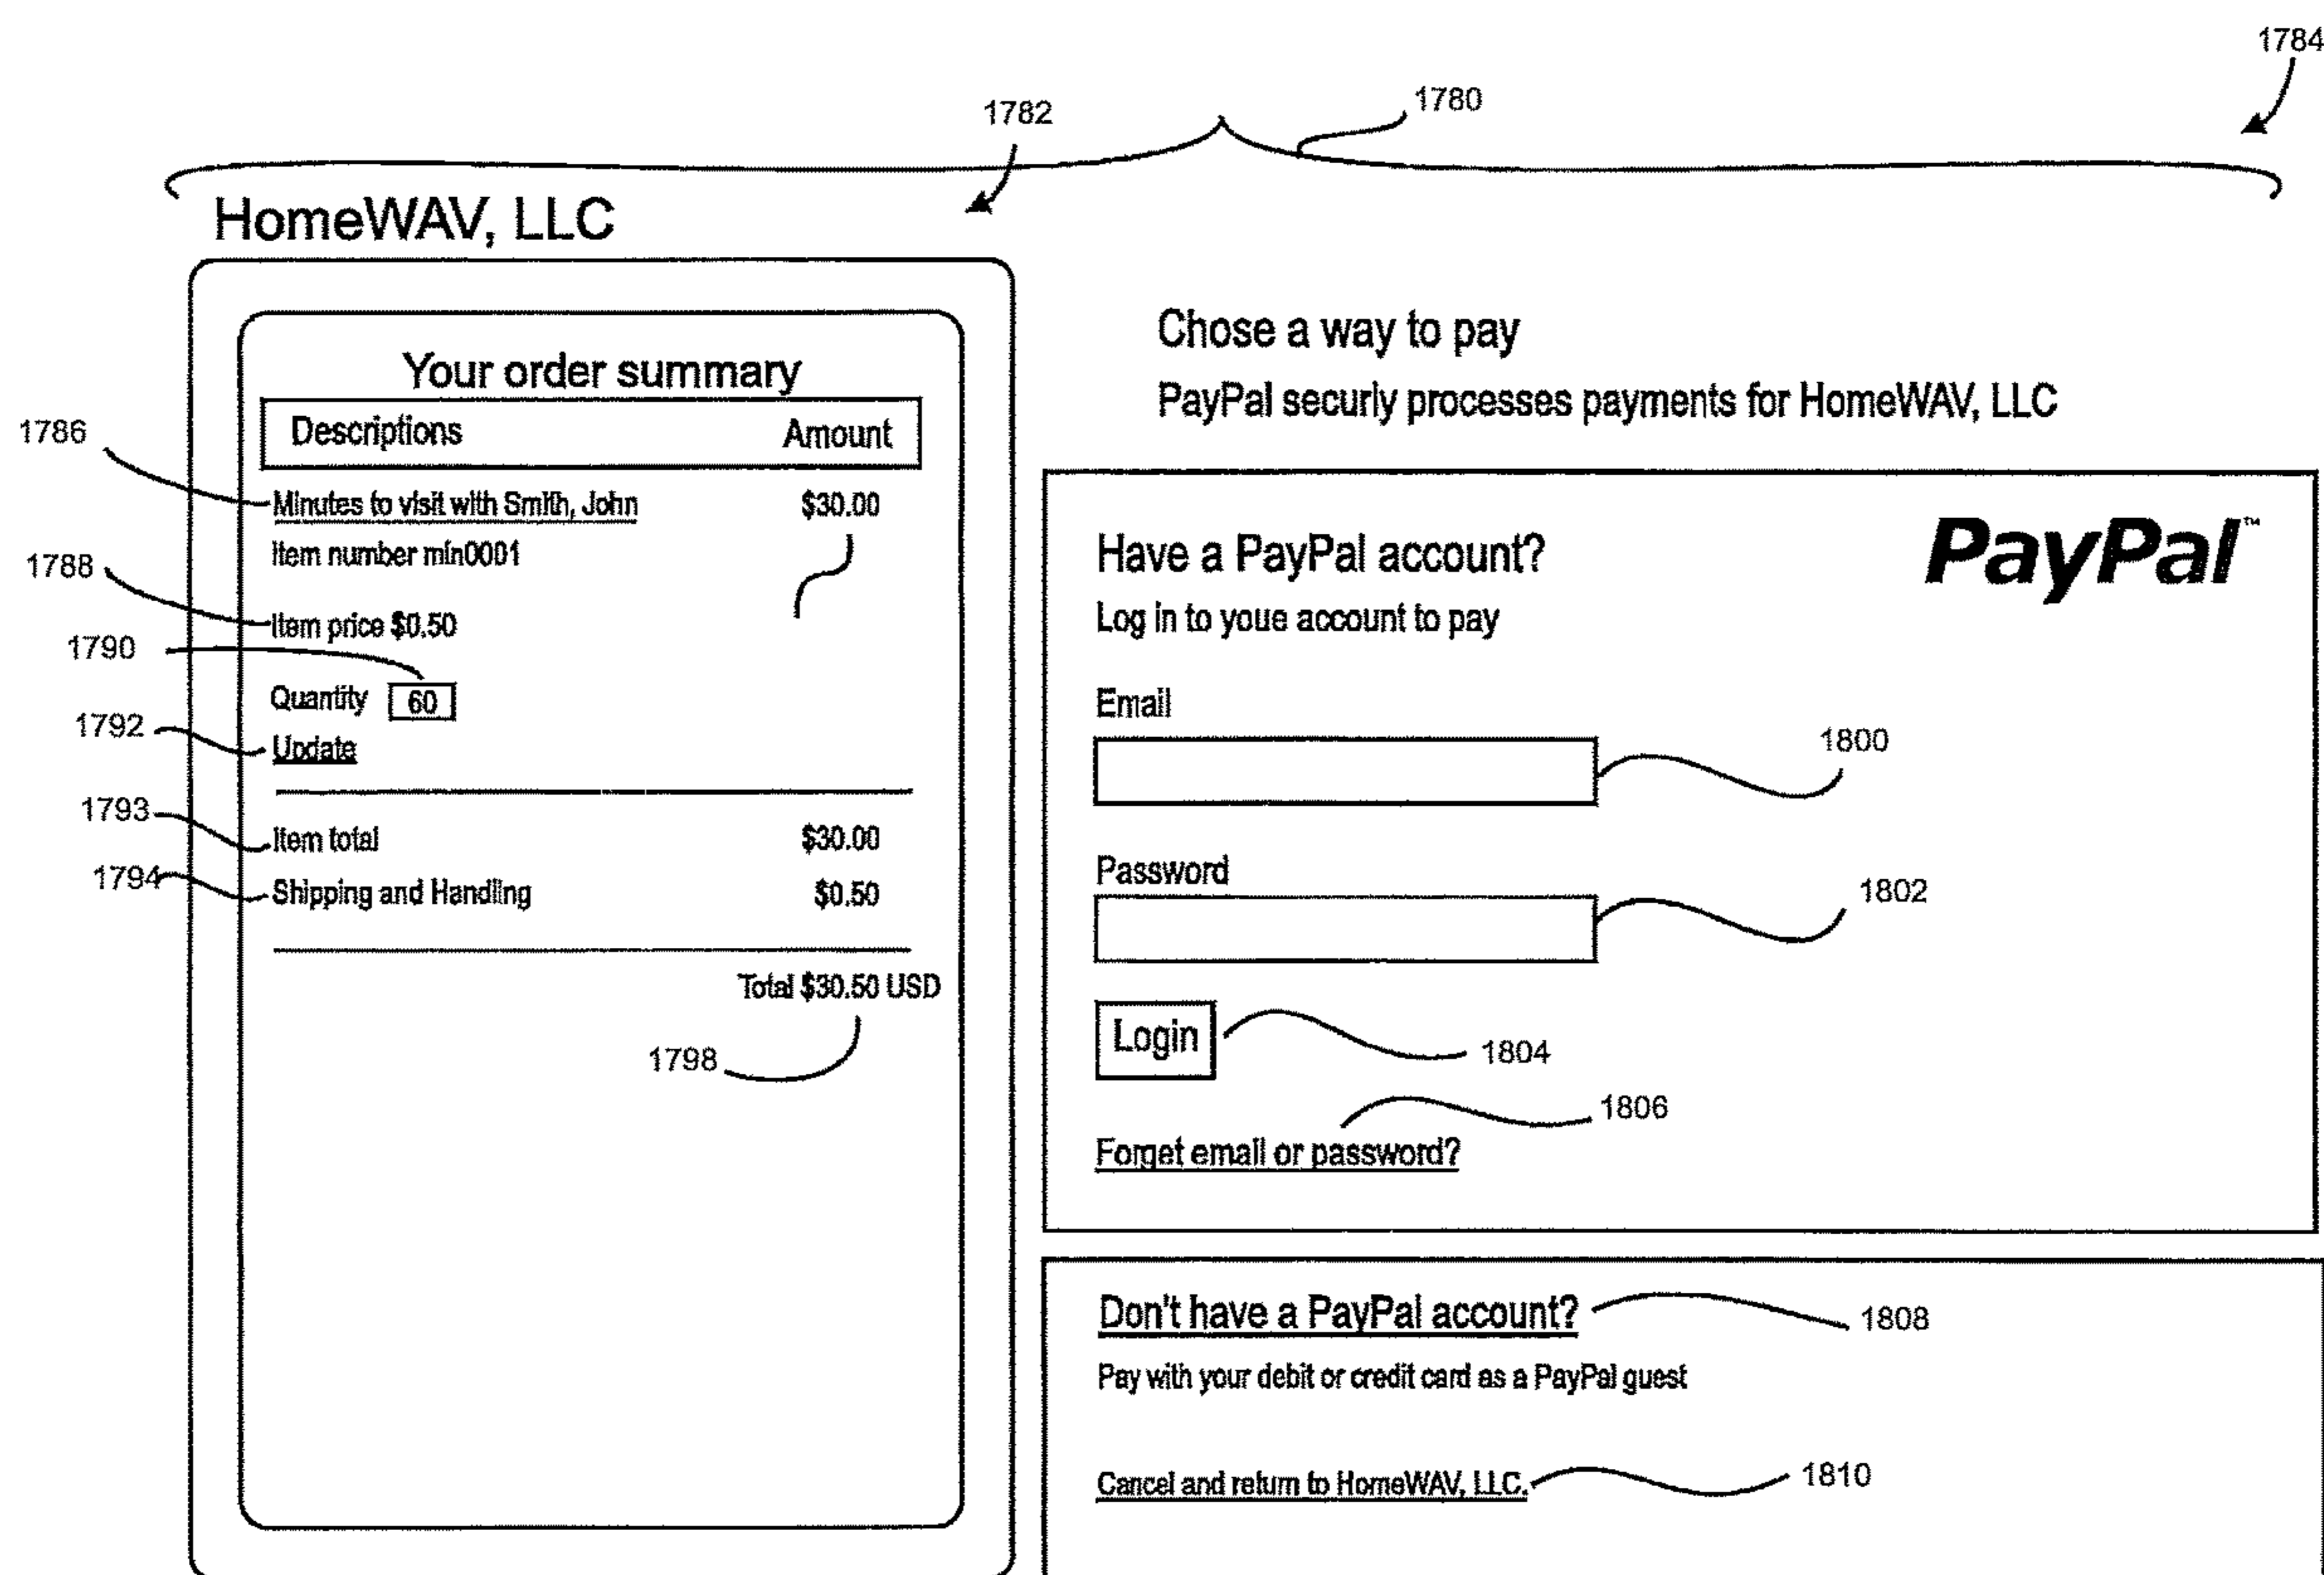 1784
1782
1780
HomeWAV, LLC
Your order summary
Descriptions Amount
1786
Minutes to visit with Smith, John $30.00
Item number min0001
1788
Item price $0.50
1790
Quantity 60
1792
Update
1793
Item total $30.00
1794
Shipping and Handling $0.50
Total $30.50 USD
1798
Chose a way to pay
PayPal securly processes payments for HomeWAV, LLC
Have a PayPal account?
PayPal™
Log in to youe account to pay
Email
1800
Password
1802
Login
1804
1806
Forget email or password?
Don't have a PayPal account?
1808
Pay with your debit or credit card as a PayPal guest
Cancel and return to HomeWAV, LLC.
1810